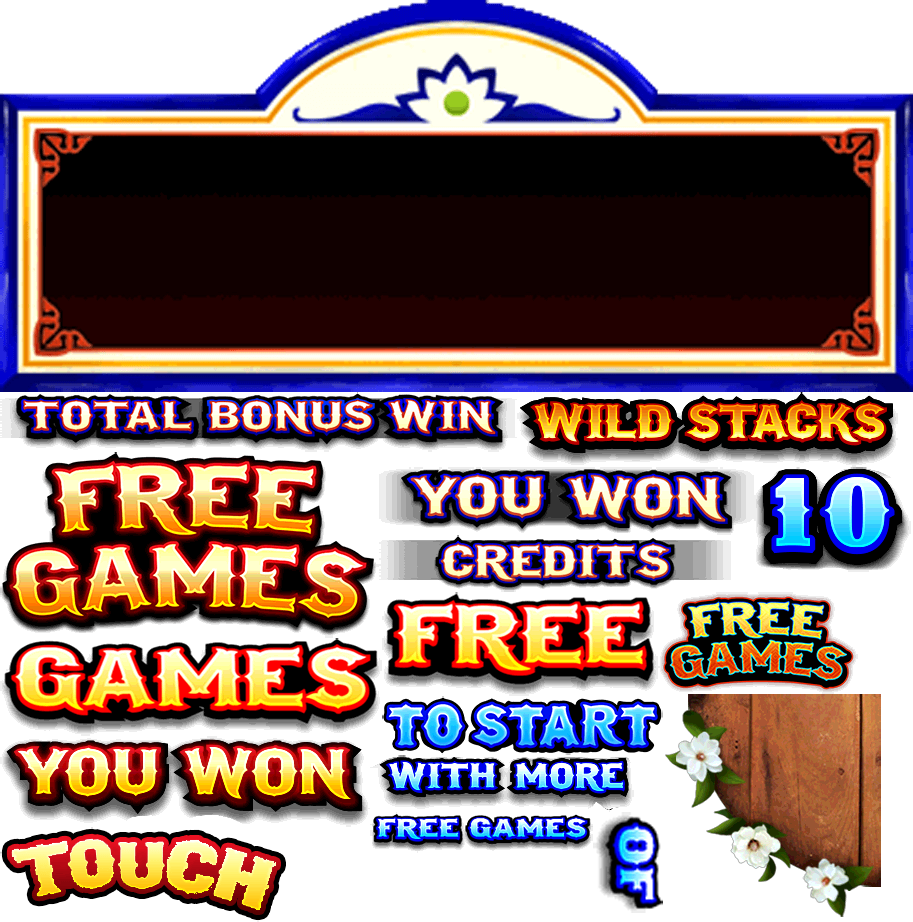 TOTAL BONUS WIN
WILD STACKS
FREE
GAMES
YOU WON
10
CREDITS
FREE
FREE
GAMES
GAMES
TO START
YOU WON
WITH MORE
FREE GAMES
OF
TOUCH